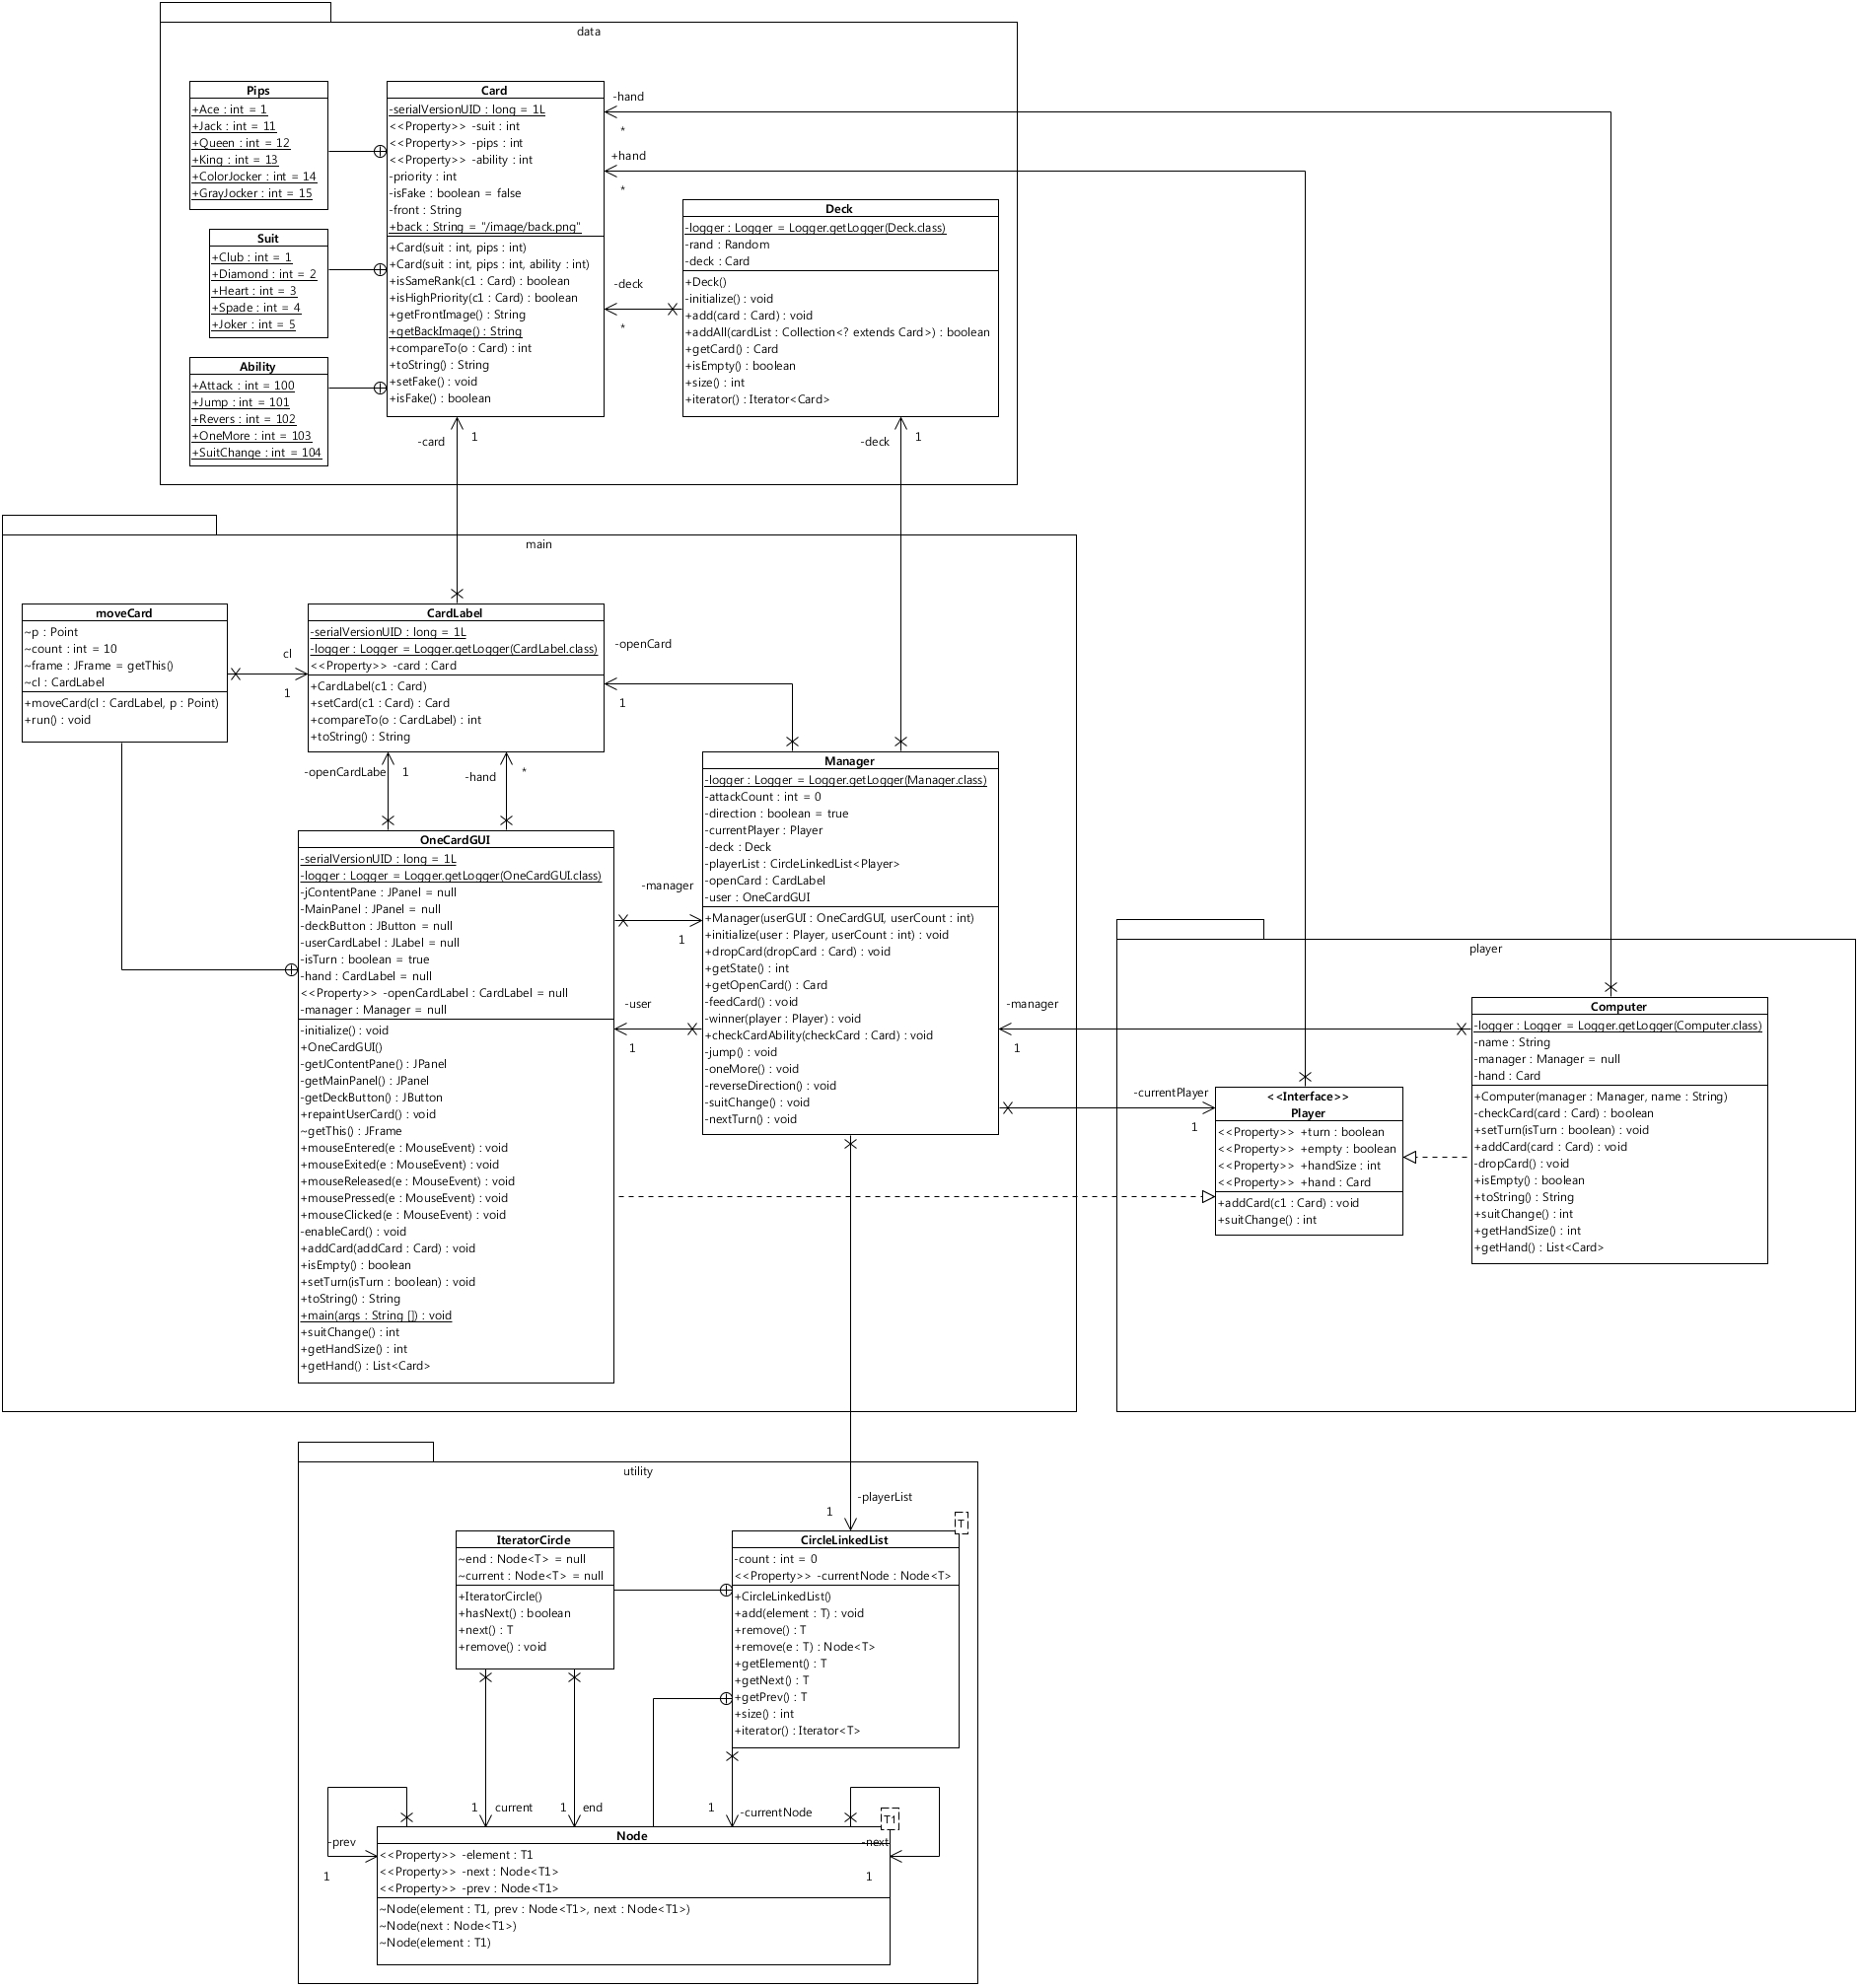 data
Pips
+Ace : int = 1
+Jack : int = 11
+Queen : int = 12
+King : int = 13
+ColorJocker : int = 14
+GrayJocker : int = 15
Suit
+Club : int = 1
+Diamond : int = 2
+Heart : int = 3
+Spade : int = 4
+Joker : int = 5
Ability
+Attack : int = 100
+Jump : int = 101
+Revers : int = 102
+OneMore : int = 103
+SuitChange : int = 104
Card
-serialVersionUID : long = 1L
<<Property>> -suit : int
<<Property>> -pips : int
<<Property>> -ability : int
-priority : int
-isFake : boolean = false
-front : String
+back : String = "/image/back.png"
+Card(suit : int, pips : int)
+Card(suit : int, pips : int, ability : int)
+isSameRank(c1 : Card) : boolean
+isHighPriority(c1 : Card) : boolean
+getFrontImage() : String
+getBackImage() : String
+compareTo(o : Card) : int
+toString() : String
+setFake() : void
+isFake() : boolean
-hand
*
+hand
*
-deck
*
Deck
-logger : Logger = Logger.getLogger(Deck.class)
-rand : Random
-deck : Card
+Deck()
-initialize() : void
+add(card : Card) : void
+addAll(cardList : Collection<? extends Card>) : boolean
+getCard() : Card
+isEmpty() : boolean
+size() : int
+iterator() : Iterator<Card>
-card
1
-deck
1
main
moveCard
~p : Point
~count : int = 10
~frame : JFrame = getThis()
~cl : CardLabel
+moveCard(cl : CardLabel, p : Point)
+run() : void
cl
1
CardLabel
-serialVersionUID : long = 1L
-logger : Logger = Logger.getLogger(CardLabel.class)
<<Property>> -card : Card
+CardLabel(c1 : Card)
+setCard(c1 : Card) : Card
+compareTo(o : CardLabel) : int
+toString() : String
-openCard
1
-openCardLabe
1
-hand
*
OneCardGUI
-serialVersionUID : long = 1L
-logger : Logger = Logger.getLogger(OneCardGUI.class)
-jContentPane : JPanel = null
-MainPanel : JPanel = null
-deckButton : JButton = null
-userCardLabel : JLabel = null
-isTurn : boolean = true
-hand : CardLabel = null
<<Property>> -openCardLabel : CardLabel = null
-manager : Manager = null
-initialize() : void
+OneCardGUI()
-getJContentPane() : JPanel
-getMainPanel() : JPanel
-getDeckButton() : JButton
+repaintUserCard() : void
~getThis() : JFrame
+mouseEntered(e : MouseEvent) : void
+mouseExited(e : MouseEvent) : void
+mouseReleased(e : MouseEvent) : void
+mousePressed(e : MouseEvent) : void
+mouseClicked(e : MouseEvent) : void
-enableCard() : void
+addCard(addCard : Card) : void
+isEmpty() : boolean
+setTurn(isTurn : boolean) : void
+toString() : String
+main(args : String []) : void
+suitChange() : int
+getHandSize() : int
+getHand() : List<Card>
-manager
1
-user
1
Manager
-logger : Logger = Logger.getLogger(Manager.class)
-attackCount : int = 0
-direction : boolean = true
-currentPlayer : Player
-deck : Deck
-playerList : CircleLinkedList<Player>
-openCard : CardLabel
-user : OneCardGUI
+Manager(userGUI : OneCardGUI, userCount : int)
+initialize(user : Player, userCount : int) : void
+dropCard(dropCard : Card) : void
+getState() : int
+getOpenCard() : Card
-feedCard() : void
-winner(player : Player) : void
+checkCardAbility(checkCard : Card) : void
-jump() : void
-oneMore() : void
-reverseDirection() : void
-suitChange() : void
-nextTurn() : void
-manager
1
-currentPlayer
1
player
<<Interface>>
Player
<<Property>> +turn : boolean
<<Property>> +empty : boolean
<<Property>> +handSize : int
<<Property>> +hand : Card
+addCard(c1 : Card) : void
+suitChange() : int
Computer
-logger : Logger = Logger.getLogger(Computer.class)
-name : String
-manager : Manager = null
-hand : Card
+Computer(manager : Manager, name : String)
-checkCard(card : Card) : boolean
+setTurn(isTurn : boolean) : void
+addCard(card : Card) : void
-dropCard() : void
+isEmpty() : boolean
+toString() : String
+suitChange() : int
+getHandSize() : int
+getHand() : List<Card>
utility
-playerList
1
IteratorCircle
~end : Node<T> = null
~current : Node<T> = null
+IteratorCircle()
+hasNext() : boolean
+next() : T
+remove() : void
T
CircleLinkedList
-count : int = 0
<<Property>> -currentNode : Node<T>
+CircleLinkedList()
+add(element : T) : void
+remove() : T
+remove(e : T) : Node<T>
+getElement() : T
+getNext() : T
+getPrev() : T
+size() : int
+iterator() : Iterator<T>
1
current
1
end
1
-currentNode
-prev
1
T1
-next
1
Node
<<Property>> -element : T1
<<Property>> -next : Node<T1>
<<Property>> -prev : Node<T1>
~Node(element : T1, prev : Node<T1>, next : Node<T1>)
~Node(next : Node<T1>)
~Node(element : T1)